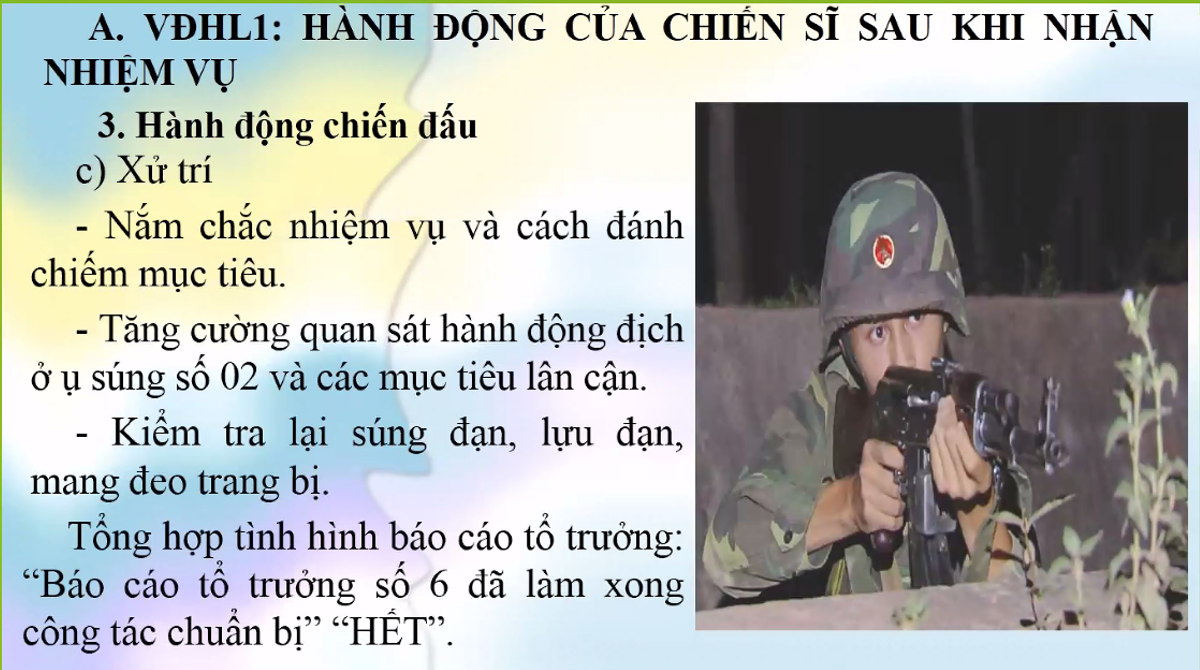 A. VĐHL1: HÀNH ĐỘNG CỦA CHIẾN SĨ SAU KHI NHẬN
NHIỆM VỤ
3. Hành động chiến đấu
c) Xử trí
- Nắm chắc nhiệm vụ và cách đánh
chiếm mục tiêu.
- Tăng cường quan sát hành động địch
ở ụ súng số 02 và các mục tiêu lân cận.
- Kiểm tra lại súng đạn, lựu đạn,
mang đeo trang bị.
Tổng hợp tình hình báo cáo tổ trưởng:
“Báo cáo tổ trưởng số 6 đã làm xong
công tác chuẩn bị” “HẾT”.